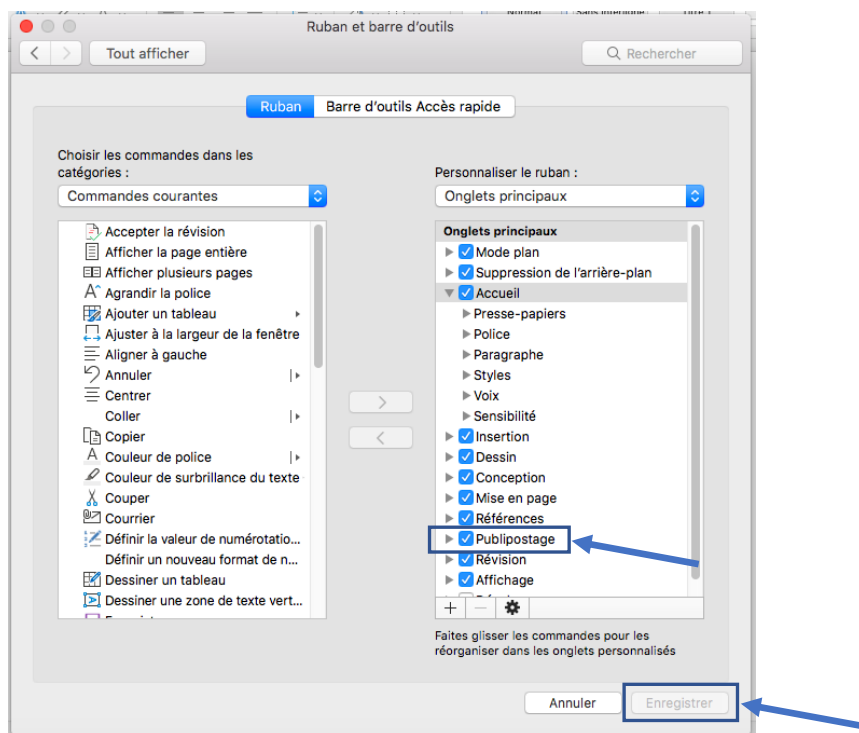 Normal
Sans interligne
Titre 1
Ruban et barre d'outils
Tout afficher
Rechercher
Ruban
Barre d'outils Accès rapide
Choisir les commandes dans les
catégories :
Commandes courantes
Accepter la révision
Afficher la page entière
Afficher plusieurs pages
Agrandir la police
Ajouter un tableau
Ajuster à la largeur de la fenêtre
Aligner à gauche
Annuler
Centrer
Coller
Copier
Couleur de police
Couleur de surbrillance du texte
Couper
Courrier
Définir la valeur de numérotatio...
Définir un nouveau format de n...
Dessiner un tableau
Dessiner une zone de texte vert...
Personnaliser le ruban :
Onglets principaux
Onglets principaux
Mode plan
Suppression de l'arrière-plan
Accueil
Presse-papiers
Police
Paragraphe
Styles
Voix
Sensibilité
Insertion
Dessin
Conception
Mise en page
Références
Publipostage
Révision
Affichage
Faites glisser les commandes pour les
réorganiser dans les onglets personnalisés
Annuler
Enregistrer